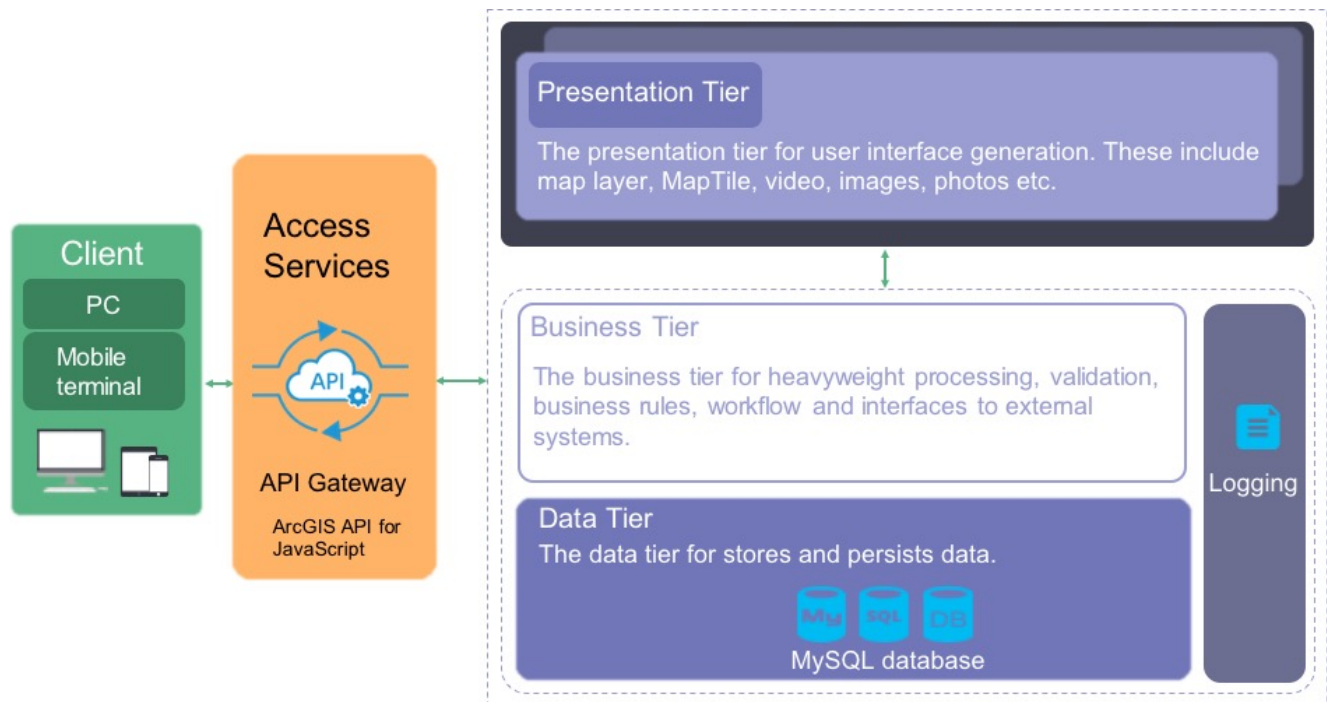 Client
PC
Mobile
terminal
Access
Services
API
API Gateway
ArcGIS API for
JavaScript
Presentation Tier
The presentation tier for user interface generation. These include
map layer, MapTile, video, images, photos etc.
Business Tier
The business tier for heavyweight processing, validation,
business rules, workflow and interfaces to external
systems.
Data Tier
The data tier for stores and persists data.
My SQL DB
MySQL database
Logging